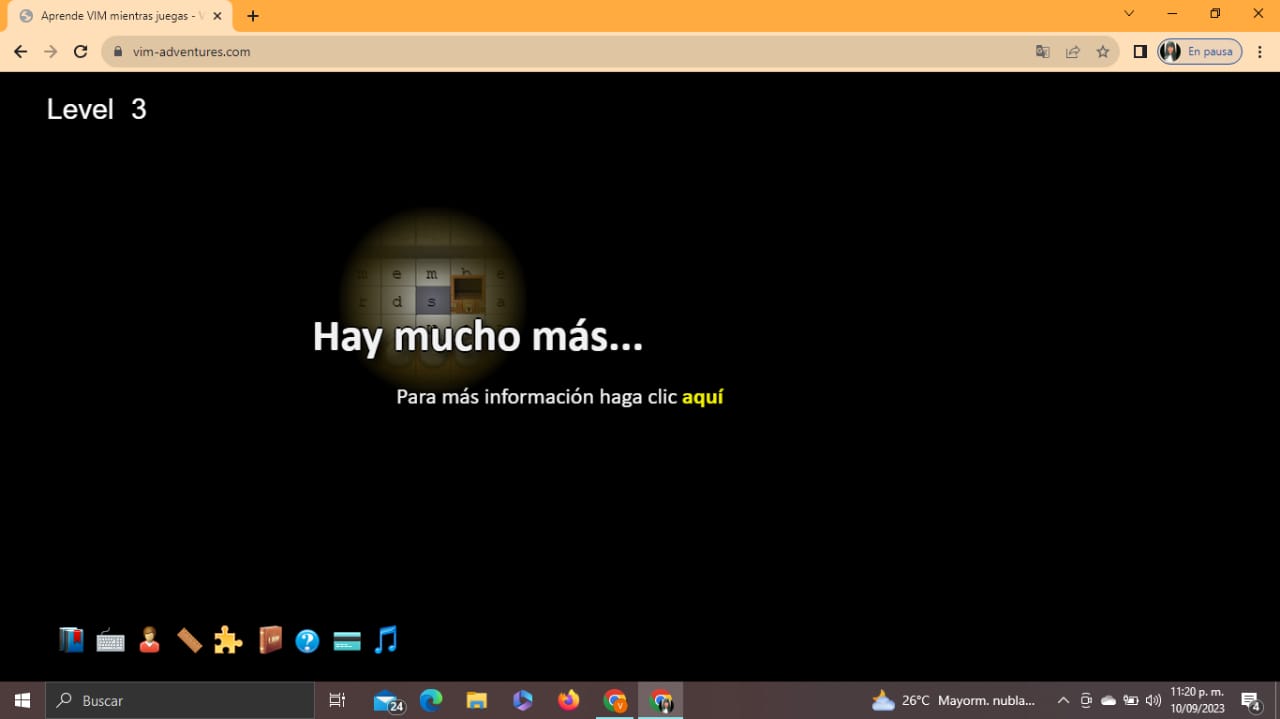 Aprende VIM mientras juegas - V
vim-adventures.com
En pausa
Level 3
m e m b e
r d s a
Hay mucho más...
Para más información haga clic aquí
Buscar
24
26°C Mayorm. nubla...
11:20 p. m.
10/09/2023
4